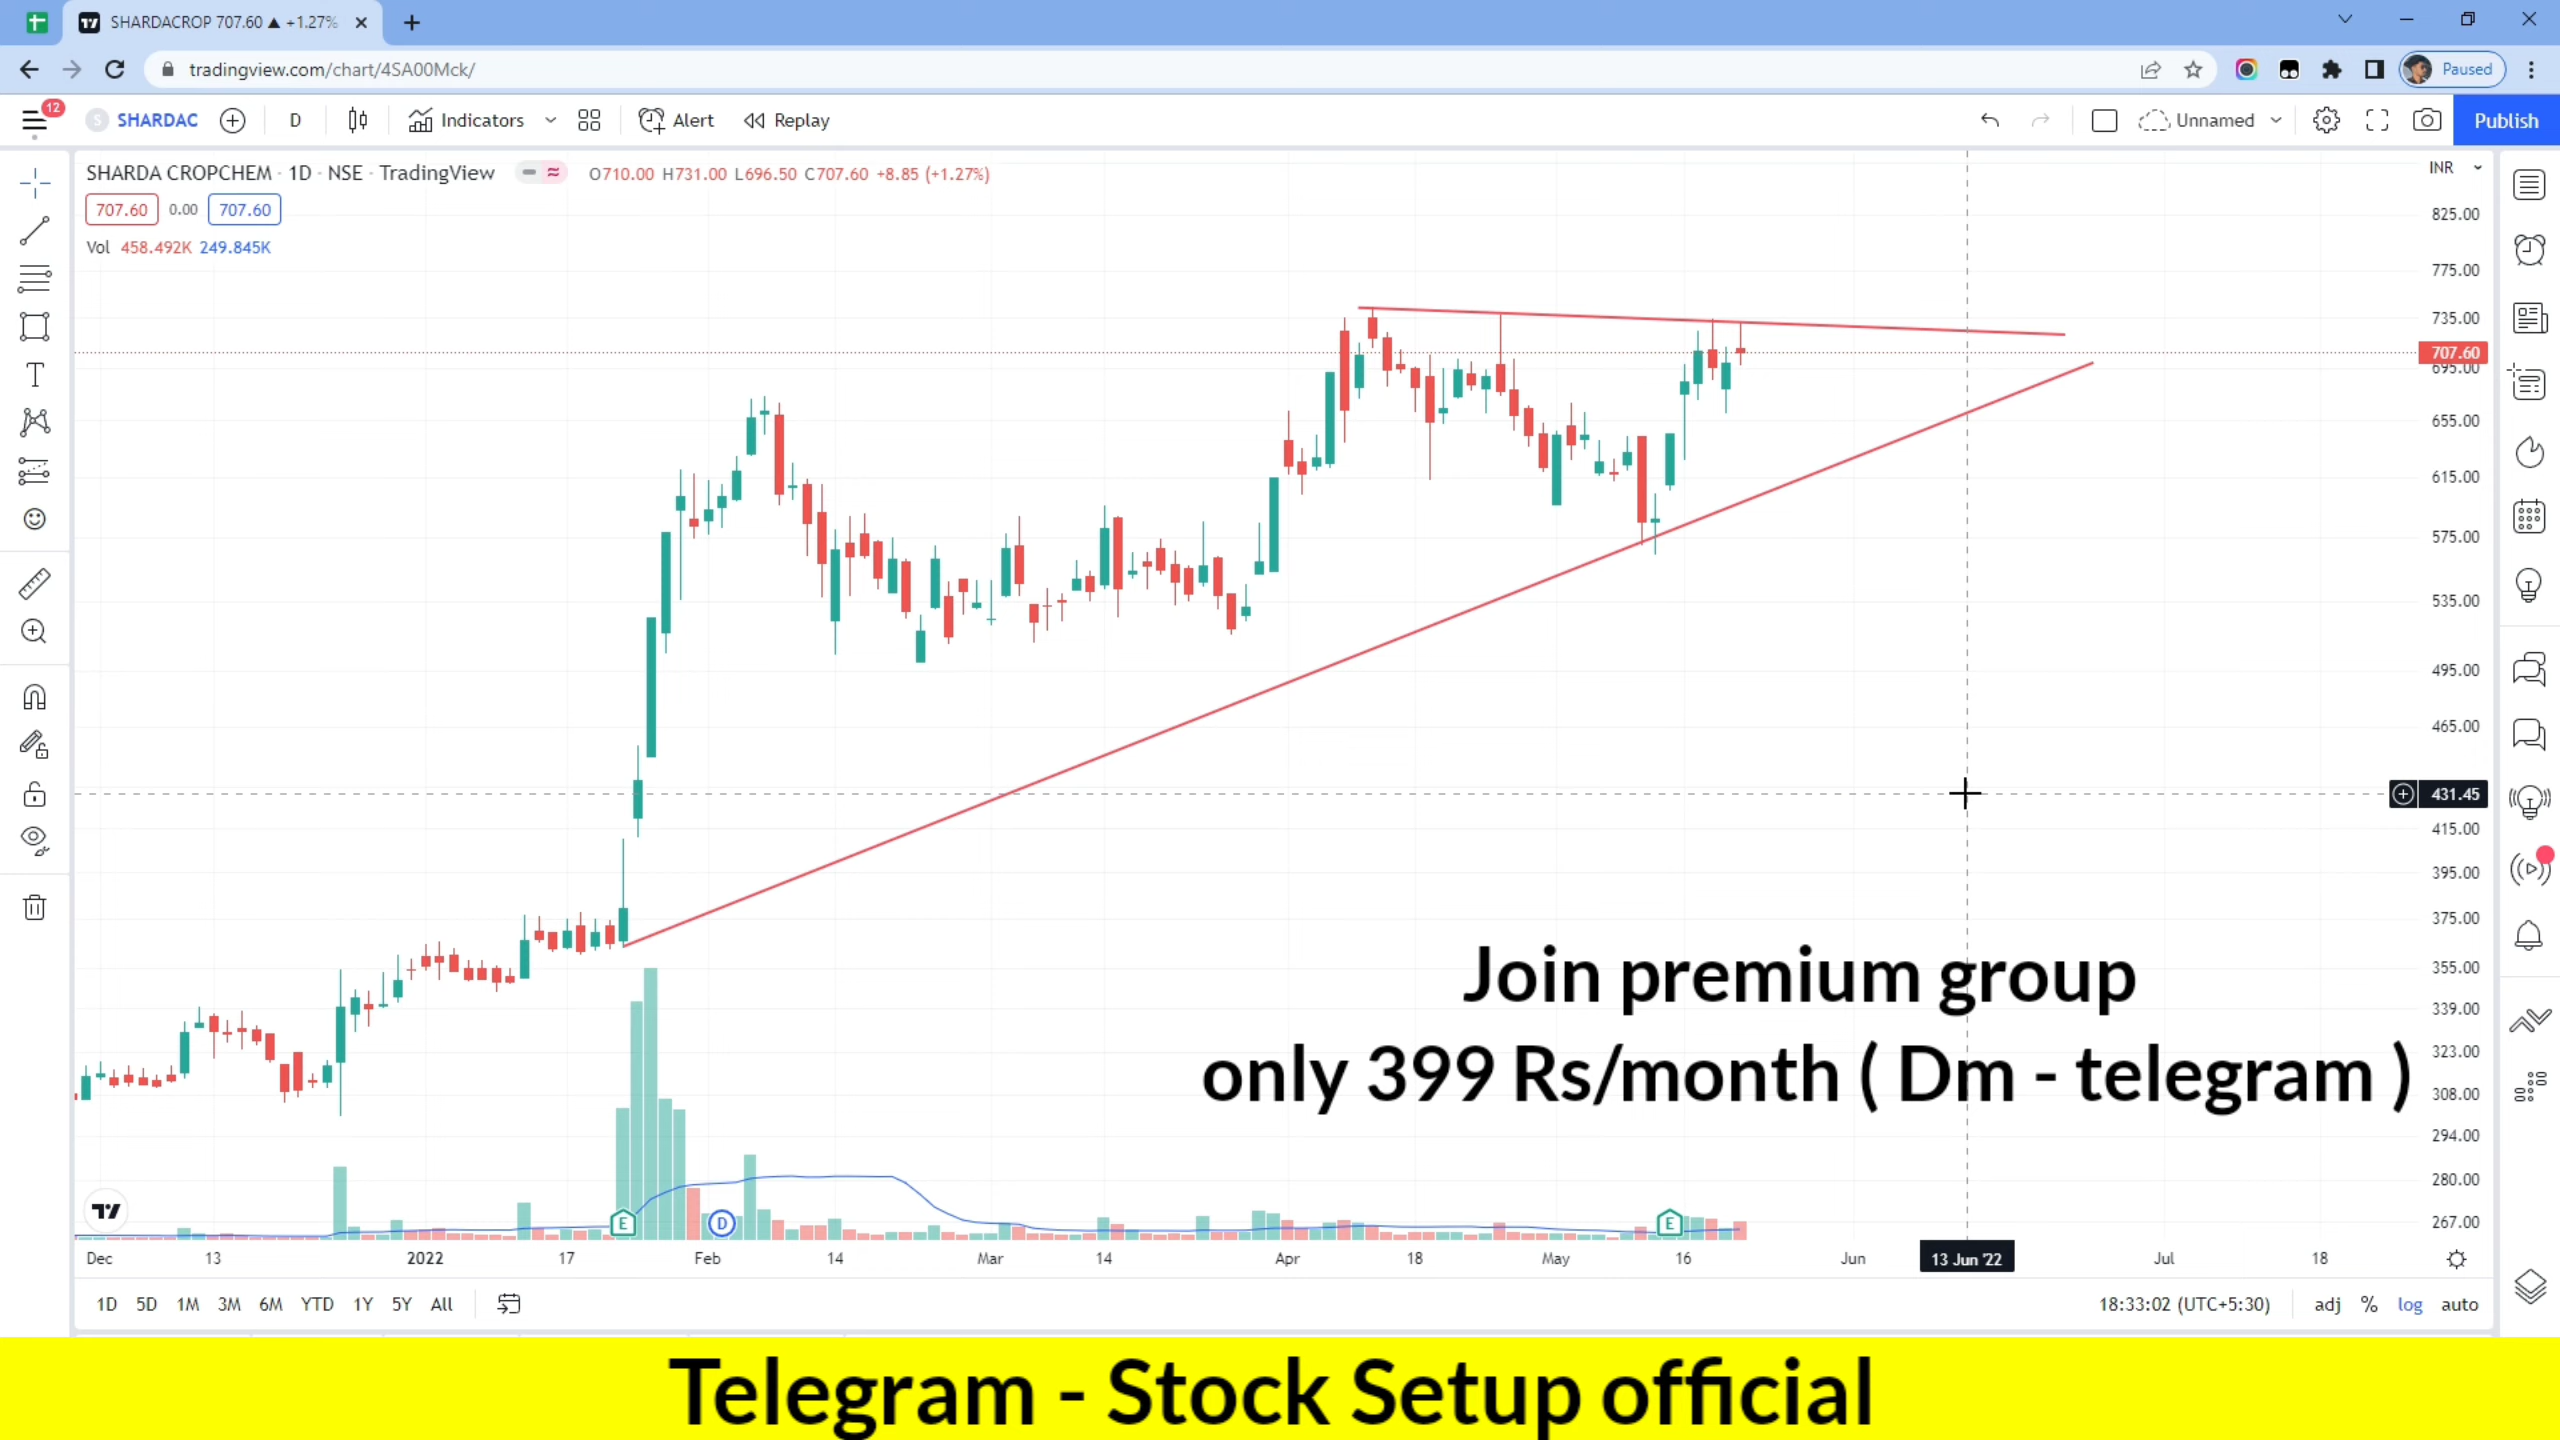 SHARDACROP 707.60 ▲ +1.27%
tradingview.com/chart/4SA00Mck/
Paused
12
S SHARDAC
D
Indicators
Alert
Replay
Unnamed
Publish
SHARDA CROPCHEM · 1D · NSE · TradingView
O710.00 H731.00 L696.50 C707.60 +8.85 (+1.27%)
707.60 0.00 707.60
Vol 458.492K 249.845K
INR
825.00
775.00
735.00
707.60
695.00
655.00
615.00
575.00
535.00
495.00
465.00
431.45
415.00
395.00
375.00
355.00
339.00
323.00
308.00
294.00
280.00
267.00
Join premium group
only 399 Rs/month ( Dm - telegram )
E D E
Dec 13 2022 17 Feb 14 Mar 14 Apr 18 May 16 Jun 13 Jun '22 Jul 18
1D 5D 1M 3M 6M YTD 1Y 5Y All
18:33:02 (UTC+5:30) adj % log auto
Telegram - Stock Setup official